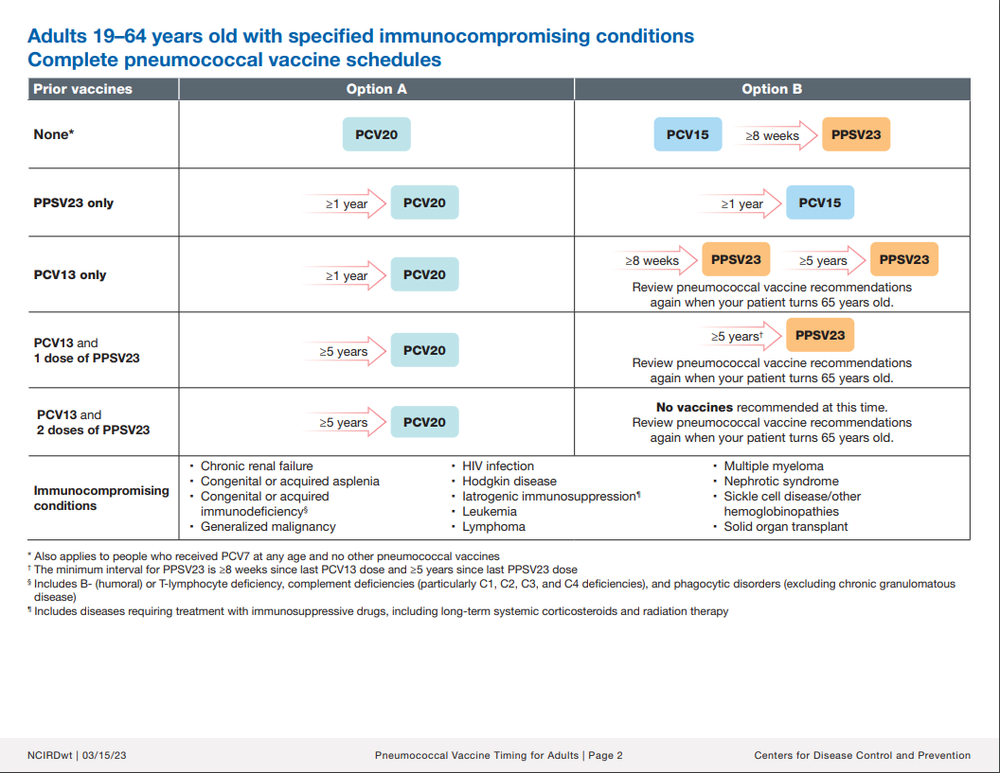 Adults 19–64 years old with specified immunocompromising conditions
Complete pneumococcal vaccine schedules
Prior vaccines Option A Option B
None* PCV20 PCV15 ≥8 weeks PPSV23
PPSV23 only ≥1 year PCV20 ≥1 year PCV15
PCV13 only ≥1 year PCV20 ≥8 weeks PPSV23 ≥5 years PPSV23
Review pneumococcal vaccine recommendations
again when your patient turns 65 years old.
PCV13 and
1 dose of PPSV23
≥5 years PCV20 ≥5 years† PPSV23
Review pneumococcal vaccine recommendations
again when your patient turns 65 years old.
PCV13 and
2 doses of PPSV23
≥5 years PCV20
No vaccines recommended at this time.
Review pneumococcal vaccine recommendations
again when your patient turns 65 years old.
Immunocompromising
conditions
▪ Chronic renal failure
▪ Congenital or acquired asplenia
▪ Congenital or acquired
immunodeficiency§
▪ Generalized malignancy
▪ HIV infection
▪ Hodgkin disease
▪ Iatrogenic immunosuppression¶
▪ Leukemia
▪ Lymphoma
▪ Multiple myeloma
▪ Nephrotic syndrome
▪ Sickle cell disease/other
hemoglobinopathies
▪ Solid organ transplant
* Also applies to people who received PCV7 at any age and no other pneumococcal vaccines
† The minimum interval for PPSV23 is ≥8 weeks since last PCV13 dose and ≥5 years since last PPSV23 dose
§ Includes B- (humoral) or T-lymphocyte deficiency, complement deficiencies (particularly C1, C2, C3, and C4 deficiencies), and phagocytic disorders (excluding chronic granulomatous
disease)
¶ Includes diseases requiring treatment with immunosuppressive drugs, including long-term systemic corticosteroids and radiation therapy
NCIRDwt | 03/15/23 Pneumococcal Vaccine Timing for Adults | Page 2 Centers for Disease Control and Prevention